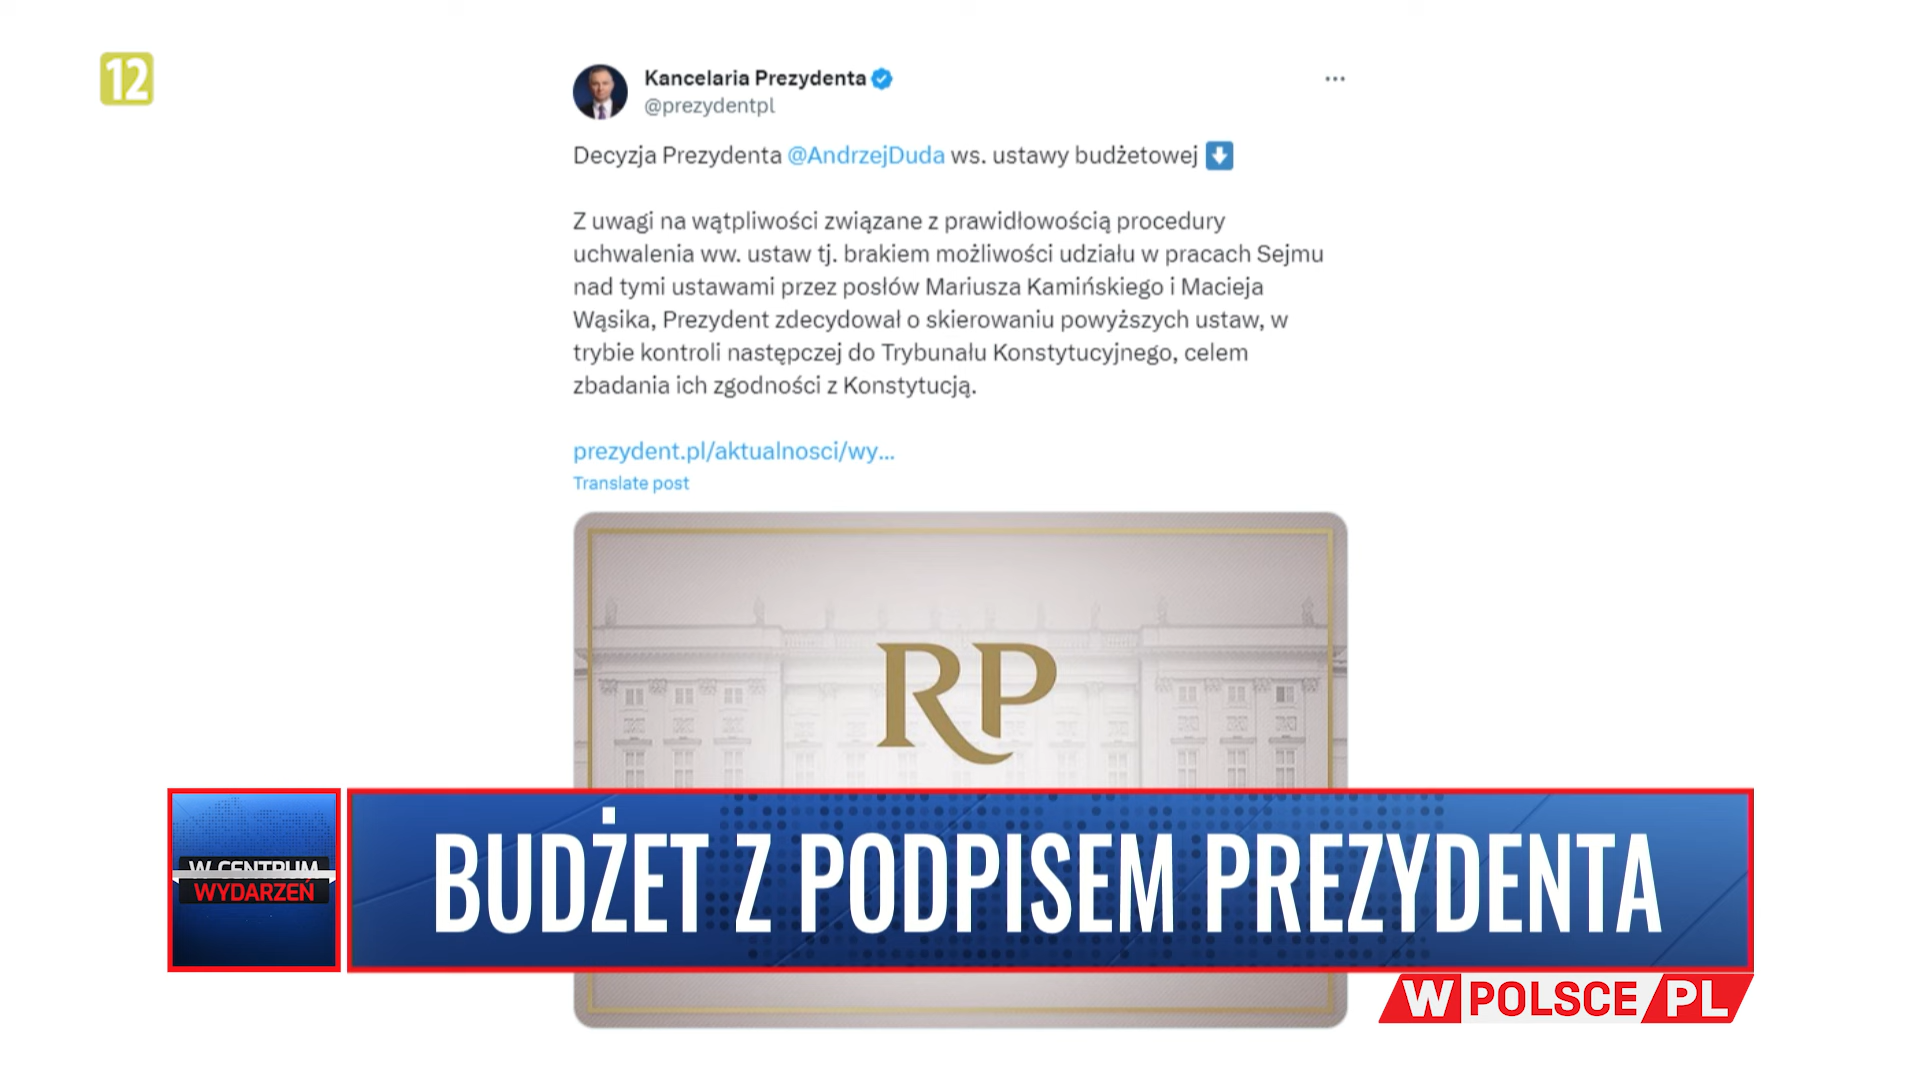 12
Kancelaria Prezydenta
@prezydentpl
Decyzja Prezydenta @AndrzejDuda ws. ustawy budżetowej
Z uwagi na wątpliwości związane z prawidłowością procedury
uchwalenia ww. ustaw tj. brakiem możliwości udziału w pracach Sejmu
nad tymi ustawami przez posłów Mariusza Kamińskiego i Macieja
Wąsika, Prezydent zdecydował o skierowaniu powyższych ustaw, w
trybie kontroli następczej do Trybunału Konstytucyjnego, celem
zbadania ich zgodności z Konstytucją.
prezydent.pl/aktualnosci/wy...
Translate post
RP
W CENTRUM
WYDARZEŃ
BUDŻET Z PODPISEM PREZYDENTA
W POLSCE/PL